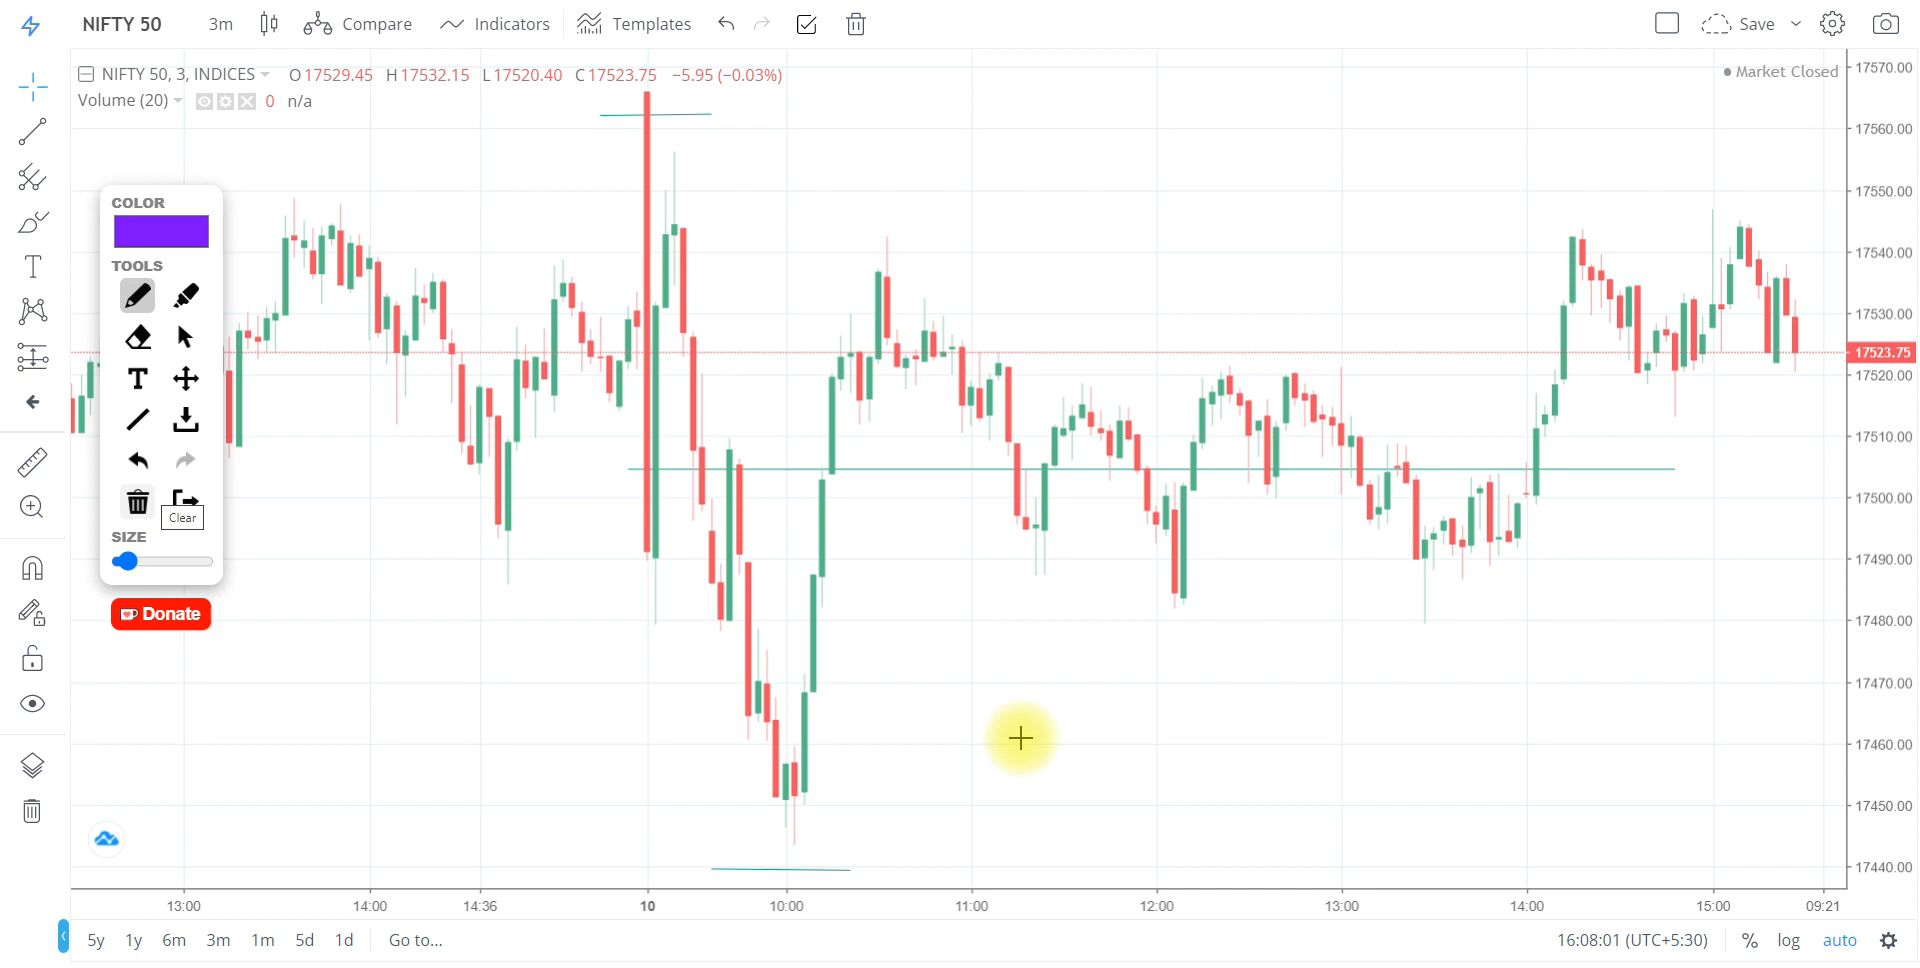 NIFTY 50 3m Compare Indicators Templates Save
NIFTY 50, 3, INDICES O17529.45 H17532.15 L17520.40 C17523.75 −5.95 (−0.03%)
Market Closed
Volume (20) 0 n/a
17570.00
17560.00
17550.00
17540.00
17530.00
17523.75
17520.00
17510.00
17500.00
17490.00
17480.00
17470.00
17460.00
17450.00
17440.00
COLOR
TOOLS
T
T
Clear
SIZE
Donate
13:00 14:00 14:36 10 10:00 11:00 12:00 13:00 14:00 15:00 09:21
5y 1y 6m 3m 1m 5d 1d Go to... 16:08:01 (UTC+5:30) % log auto